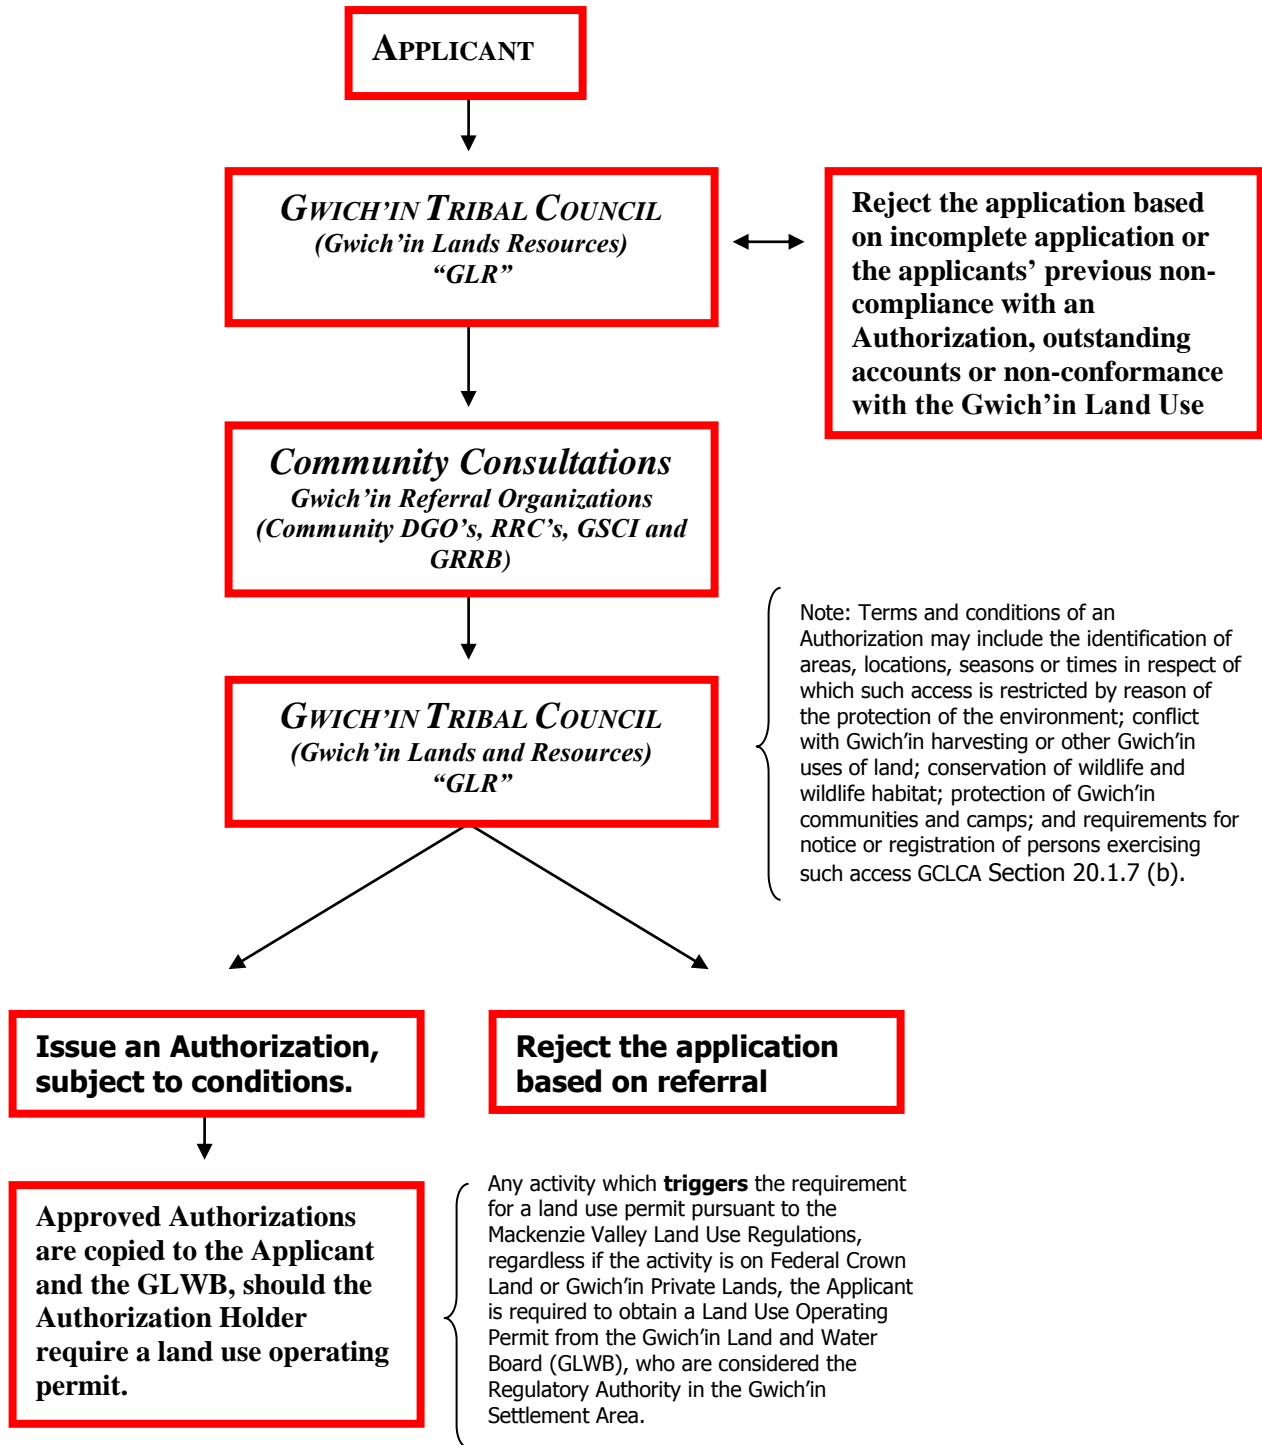 APPLICANT
GWICH’IN TRIBAL COUNCIL
(Gwich’in Lands Resources)
“GLR”
Reject the application based
on incomplete application or
the applicants’ previous non-
compliance with an
Authorization, outstanding
accounts or non-conformance
with the Gwich’in Land Use
Community Consultations
Gwich’in Referral Organizations
(Community DGO’s, RRC’s, GSCI and
GRRB)
GWICH’IN TRIBAL COUNCIL
(Gwich’in Lands and Resources)
“GLR”
Note: Terms and conditions of an
Authorization may include the identification of
areas, locations, seasons or times in respect of
which such access is restricted by reason of
the protection of the environment; conflict
with Gwich’in harvesting or other Gwich’in
uses of land; conservation of wildlife and
wildlife habitat; protection of Gwich’in
communities and camps; and requirements for
notice or registration of persons exercising
such access GCLCA Section 20.1.7 (b).
Issue an Authorization,
subject to conditions.
Reject the application
based on referral
Approved Authorizations
are copied to the Applicant
and the GLWB, should the
Authorization Holder
require a land use operating
permit.
Any activity which triggers the requirement
for a land use permit pursuant to the
Mackenzie Valley Land Use Regulations,
regardless if the activity is on Federal Crown
Land or Gwich’in Private Lands, the Applicant
is required to obtain a Land Use Operating
Permit from the Gwich’in Land and Water
Board (GLWB), who are considered the
Regulatory Authority in the Gwich’in
Settlement Area.